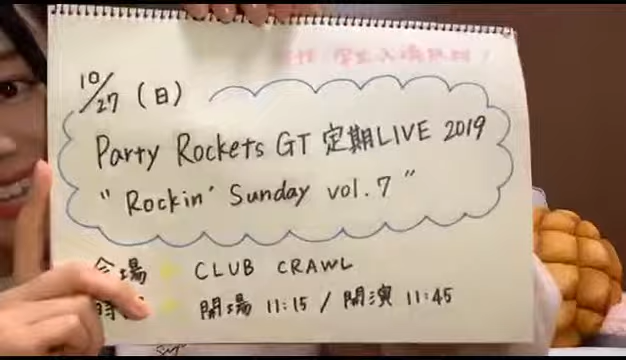 10/27(日)
Party Rockets GT 定期LIVE 2019
"Rockin' Sunday vol.7"
会場 CLUB CRAWL
開場 11:15 / 開演 11:45